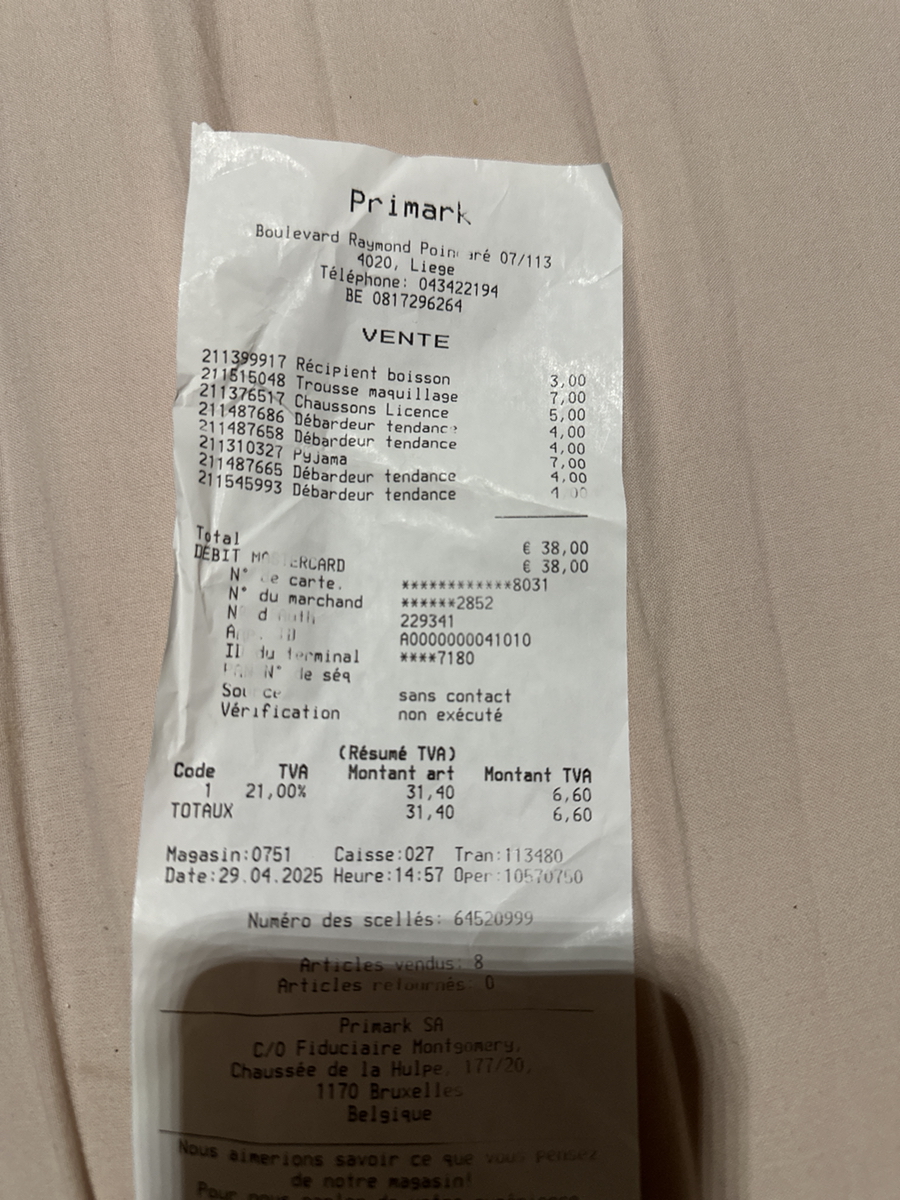 Primark
Boulevard Raymond 07/113
4020, Liege
Téléphone: 043422194
BE 0817296264
VENTE
211399917 Récipient boisson 3,00
211515048 Trousse maquillage 7,00
211376517 Chaussons Licence 5,00
211487686 Débardeur tendance 4,00
211487658 Débardeur tendance 4,00
211310327 Pyjama 7,00
211487665 Débardeur tendance 4,00
211545993 Débardeur tendance
Total € 38,00
DEBIT € 38,00
N° carte. ************8031
N° du marchand ******2852
229341
A0000000041010
du terminal ****7180
N° séq
sans contact
Vérification non exécuté
(Résumé TVA)
Code TVA Montant art Montant TVA
1 21,00% 31,40 6,60
TOTAUX 31,40 6,60
Magasin:0751 Caisse:027 Tran:113480
Date:29.04.2025 Heure:14:57 Oper:10570750
Numéro des scellés: 64520999
Articles vendus: 8
Articles retournés: 0
Primark SA
C/O Fiduciaire Montgomery,
Chaussée de la Hulpe, 177/20,
1170 Bruxelles
Belgique
Nous aimerions savoir ce que vous pensez
de notre magasin!